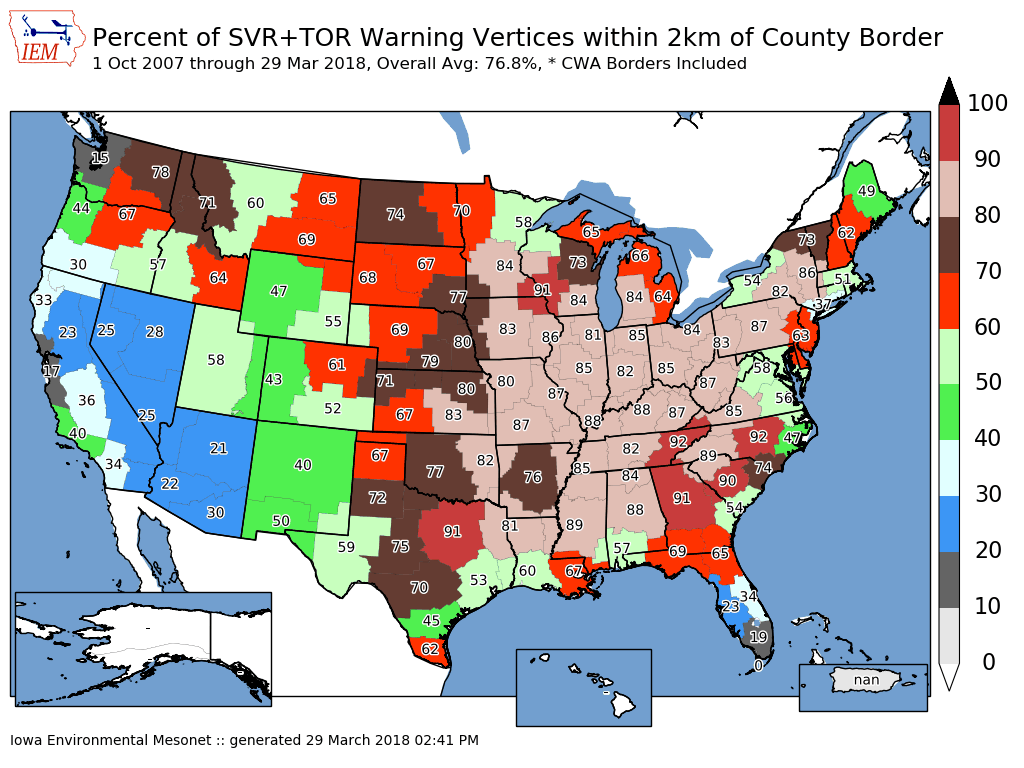 IEM
Percent of SVR+TOR Warning Vertices within 2km of County Border
1 Oct 2007 through 29 Mar 2018, Overall Avg: 76.8%, * CWA Borders Included
100
90
80
70
60
50
40
30
20
10
0
15 78 71 60 65 74 70 58 65 49
44 67 69 73 62
30 57 64 68 67 84 73 66 73 86 54 51
33 47 77 91 84 84 64 82 37
23 25 28 55 69 80 83 86 81 85 84 83 87 63
17 58 43 61 71 79 80 85 82 85 87 58
36 25 52 67 83 80 87 88 88 87 85 56
40 34 21 40 67 77 82 87 85 82 92 89 92 47
22 30 50 72 76 84 91 90 74
59 75 91 81 89 88 54
70 53 60 67 57 69 65
45 23 34
62 19
0
-
-
nan
Iowa Environmental Mesonet :: generated 29 March 2018 02:41 PM